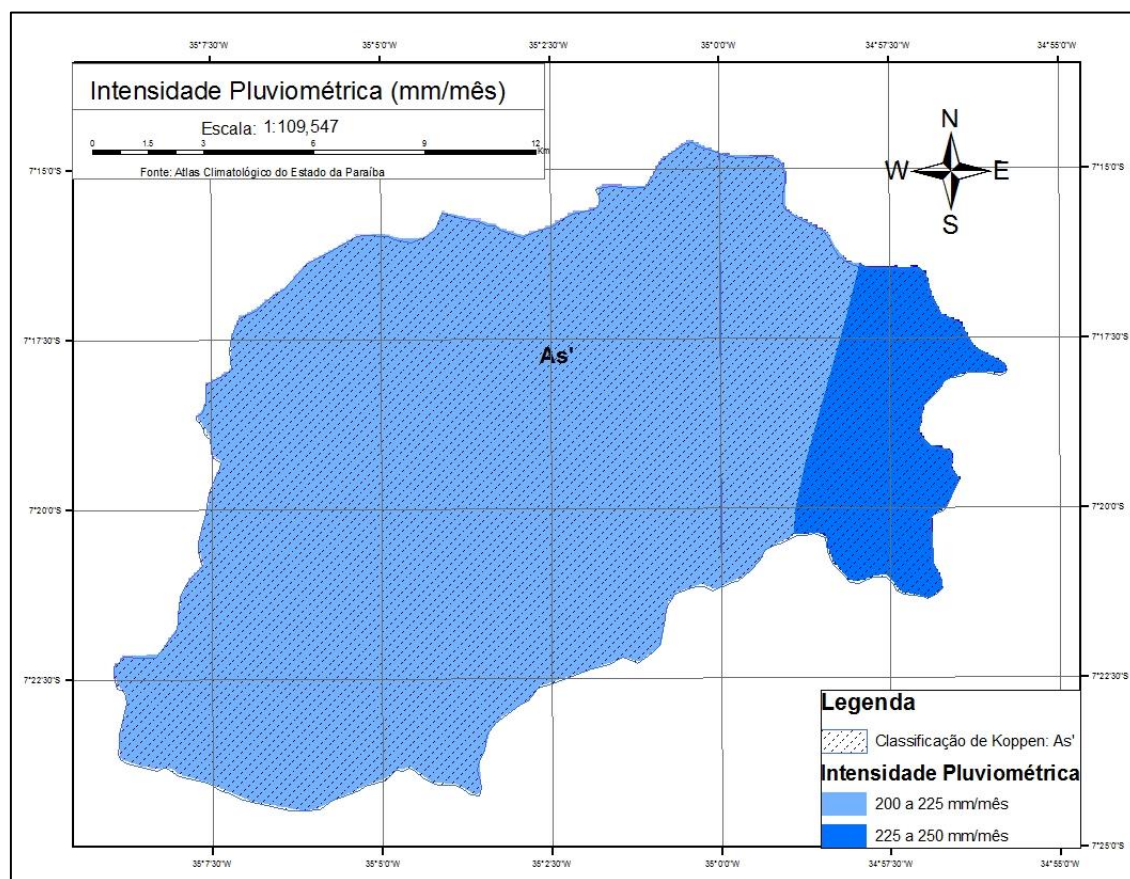 35°7'30"W 35°5'0"W 35°2'30"W 35°0'0"W 34°57'30"W 34°55'0"W
Intensidade Pluviométrica (mm/mês)
Escala: 1:109,547
0 1.5 3 6 9 12
Km
Fonte: Atlas Climatológico do Estado da Paraíba
N
W E
S
7°15'0"S 7°15'0"S
7°17'30"S 7°17'30"S
As'
7°20'0"S 7°20'0"S
7°22'30"S 7°22'30"S
Legenda
Classificação de Koppen: As'
Intensidade Pluviométrica
200 a 225 mm/mês
225 a 250 mm/mês
7°25'0"S
35°7'30"W 35°5'0"W 35°2'30"W 35°0'0"W 34°57'30"W 34°55'0"W